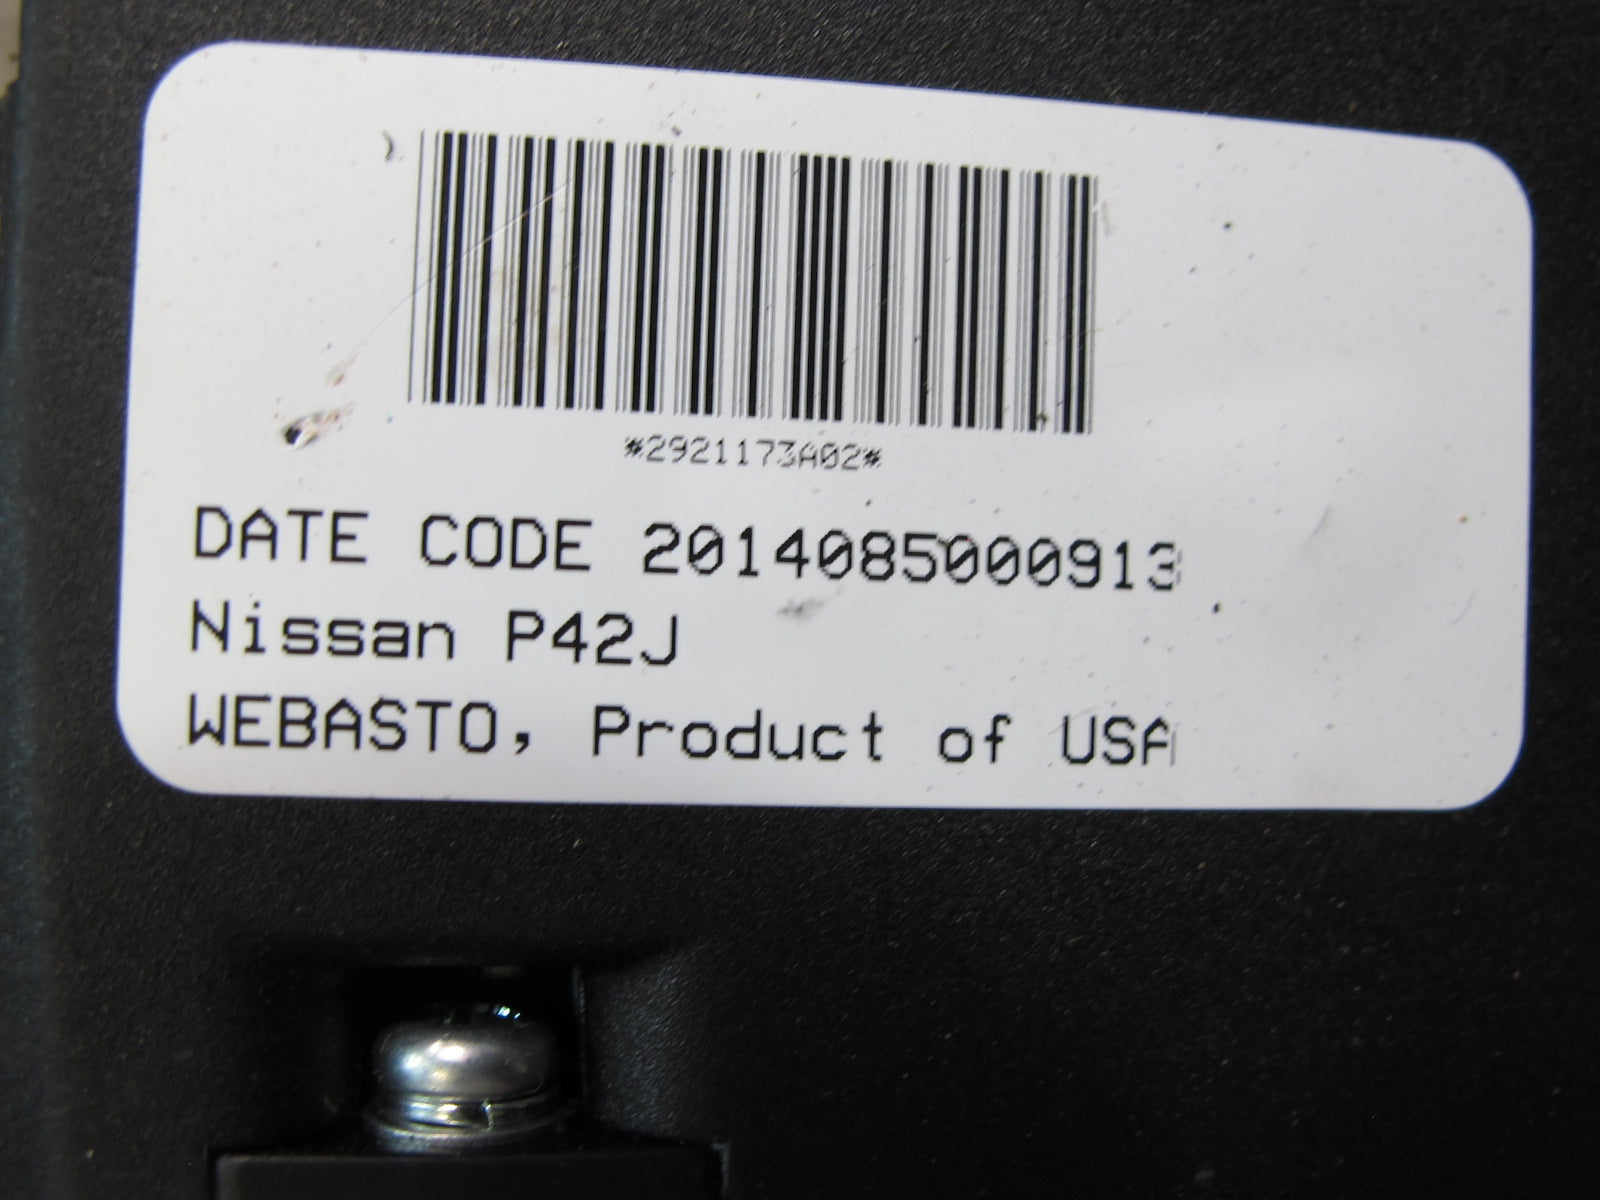 *2921173A02*
DATE CODE 2014085000913
Nissan P42J
WEBASTO, Product of USA